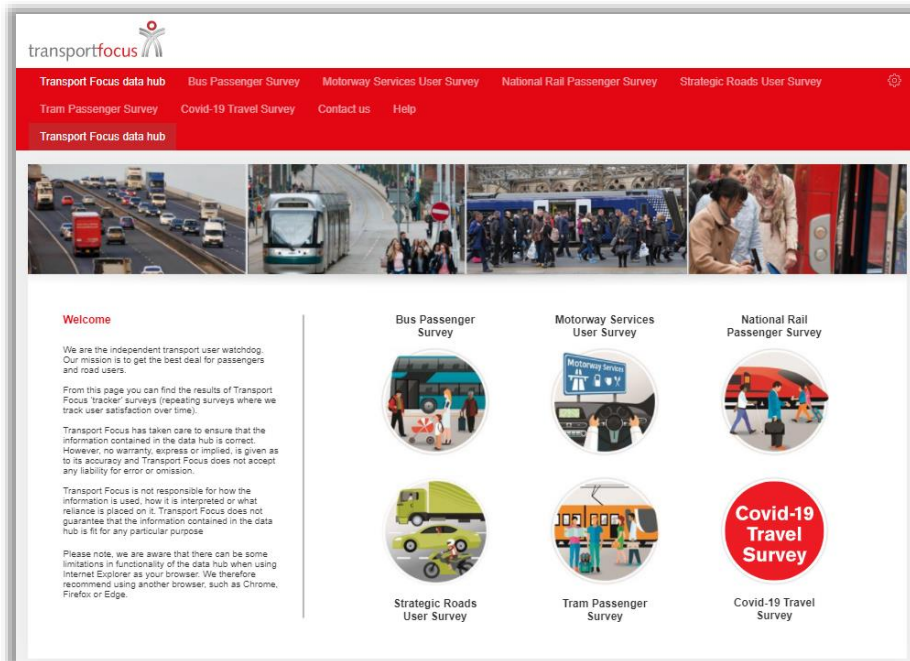 transportfocus
Transport Focus data hub Bus Passenger Survey Motorway Services User Survey National Rail Passenger Survey Strategic Roads User Survey
Tram Passenger Survey Covid-19 Travel Survey Contact us Help
Transport Focus data hub
Welcome
We are the independent transport user watchdog.
Our mission is to get the best deal for passengers
and road users.
From this page you can find the results of Transport
Focus 'tracker' surveys (repeating surveys where we
track user satisfaction over time).
Transport Focus has taken care to ensure that the
information contained in the data hub is correct.
However, no warranty, express or implied, is given as
to its accuracy and Transport Focus does not accept
any liability for error or omission.
Transport Focus is not responsible for how the
information is used, how it is interpreted or what
reliance is placed on it. Transport Focus does not
guarantee that the information contained in the data
hub is fit for any particular purpose
Please note, we are aware that there can be some
limitations in functionality of the data hub when using
Internet Explorer as your browser. We therefore
recommend using another browser, such as Chrome,
Firefox or Edge.
Bus Passenger
Survey
Motorway Services
User Survey
National Rail
Passenger Survey
Motorway Services
Covid-19
Travel
Survey
Strategic Roads
User Survey
Tram Passenger
Survey
Covid-19 Travel
Survey